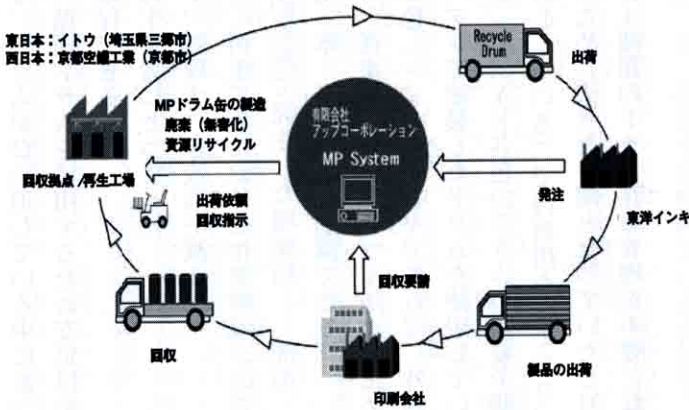 東日本：イトウ（埼玉県三郷市）
西日本：京都空罐工業（京都市）
Recycle
Drum
出荷
MPドラム缶の製造
廃棄（無害化）
資源リサイクル
有限会社
アップコーポレーション
MP System
回収拠点/再生工場
出荷依頼
回収指示
発注
東洋インキ
回収要請
回収
印刷会社
製品の出荷